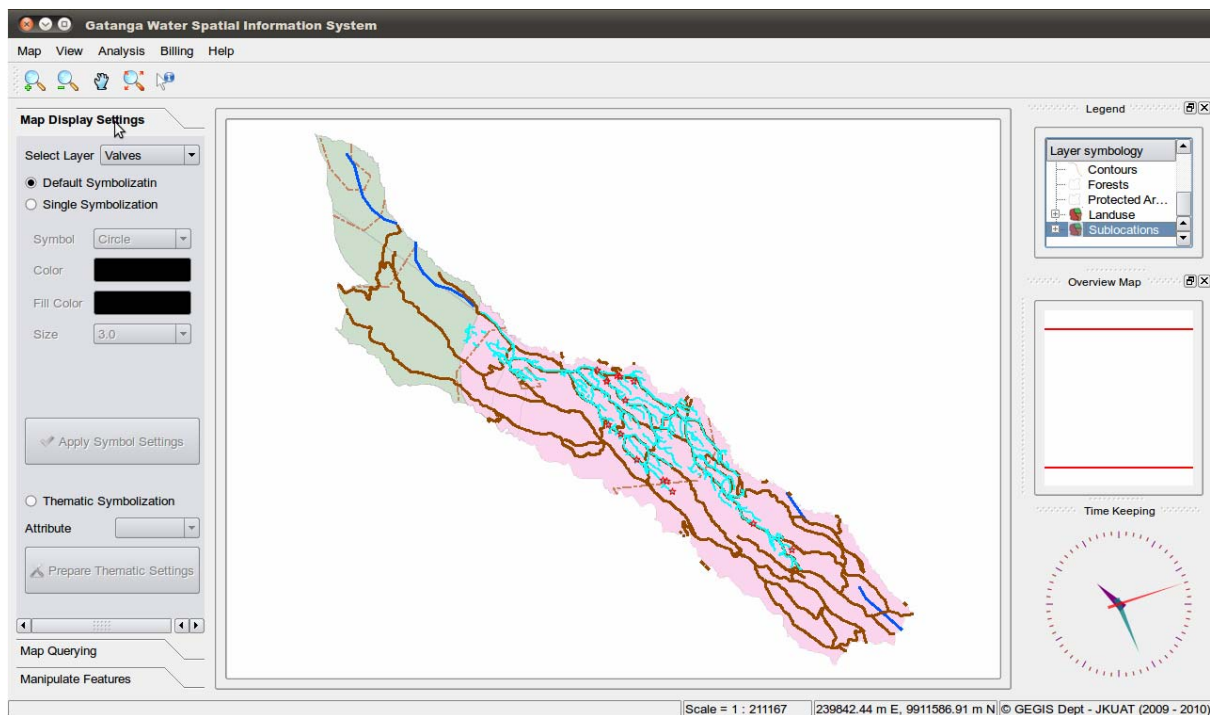 Gatanga Water Spatial Information System
Map View Analysis Billing Help
Map Display Settings
Select Layer Valves
Default Symbolizatin
Single Symbolization
Symbol Circle
Color
Fill Color
Size 3.0
Apply Symbol Settings
Thematic Symbolization
Attribute
Prepare Thematic Settings
Map Querying
Manipulate Features
Legend
Layer symbology
Contours
Forests
Protected Ar...
Landuse
Sublocations
Overview Map
Time Keeping
Scale = 1 : 211167 239842.44 m E, 9911586.91 m N © GEGIS Dept - JKUAT (2009 - 2010)